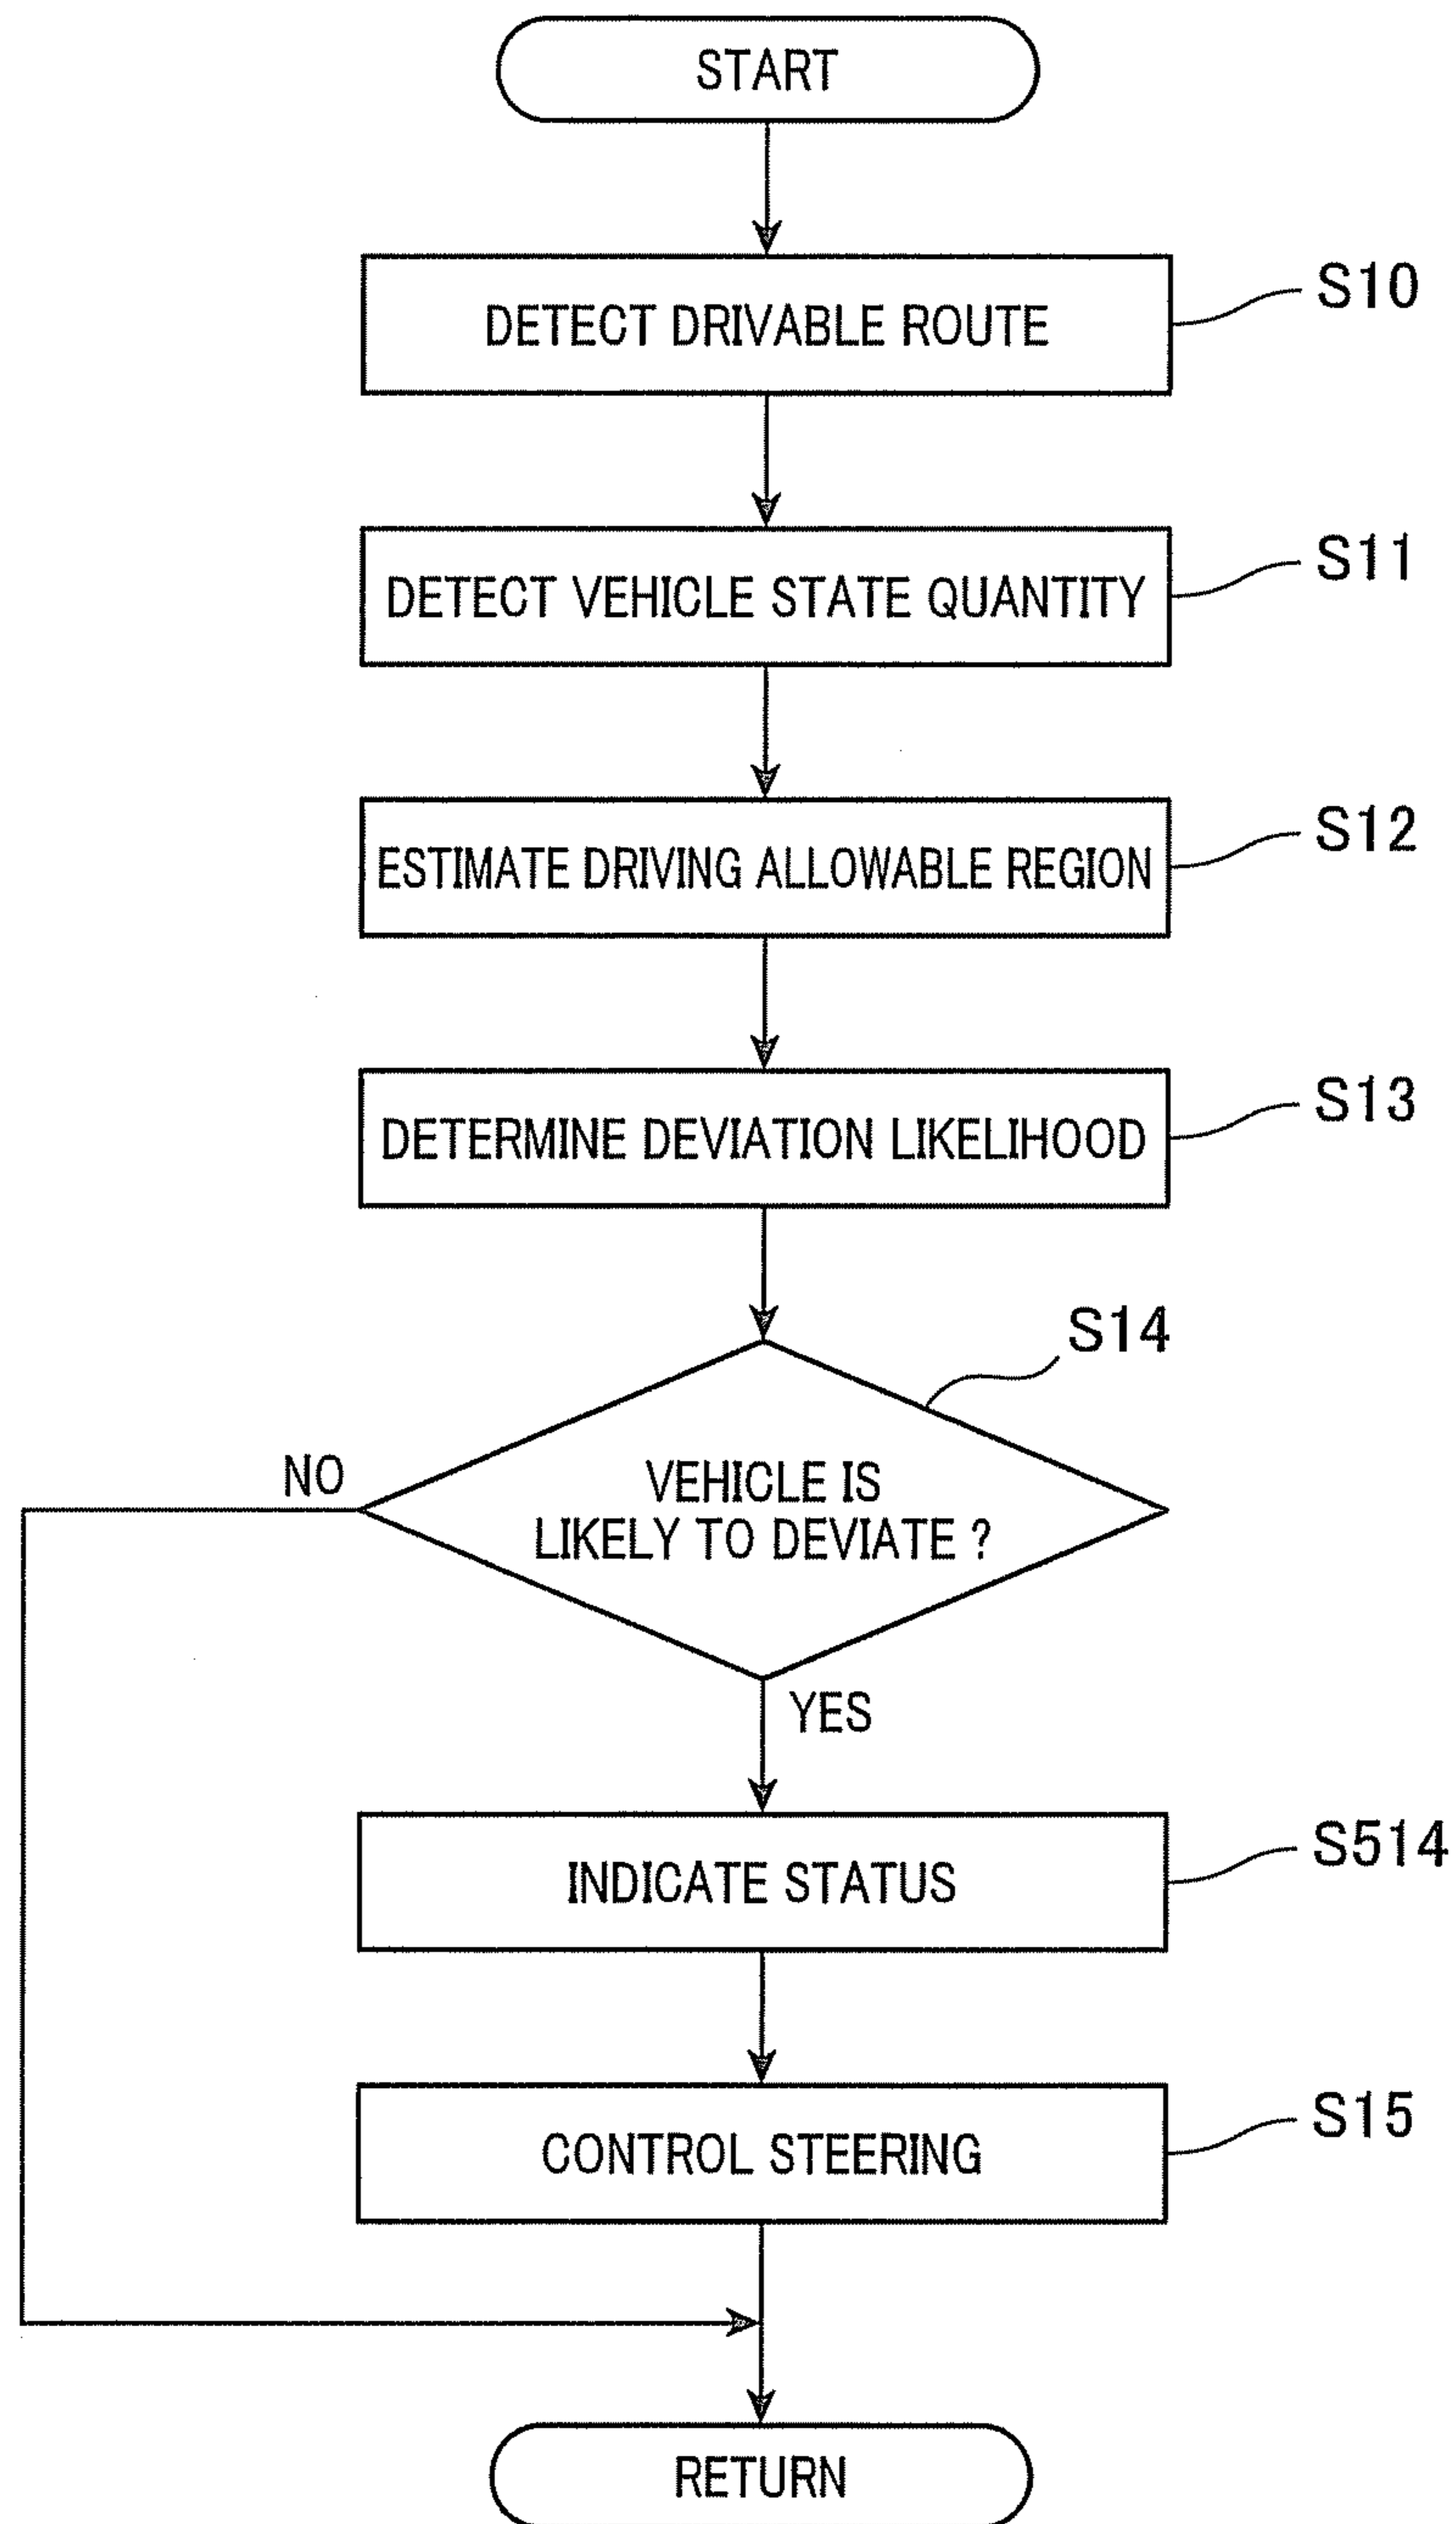 START
DETECT DRIVABLE ROUTE
S10
DETECT VEHICLE STATE QUANTITY
S11
ESTIMATE DRIVING ALLOWABLE REGION
S12
DETERMINE DEVIATION LIKELIHOOD
S13
S14
NO
VEHICLE IS
LIKELY TO DEVIATE ?
YES
INDICATE STATUS
S514
CONTROL STEERING
S15
RETURN